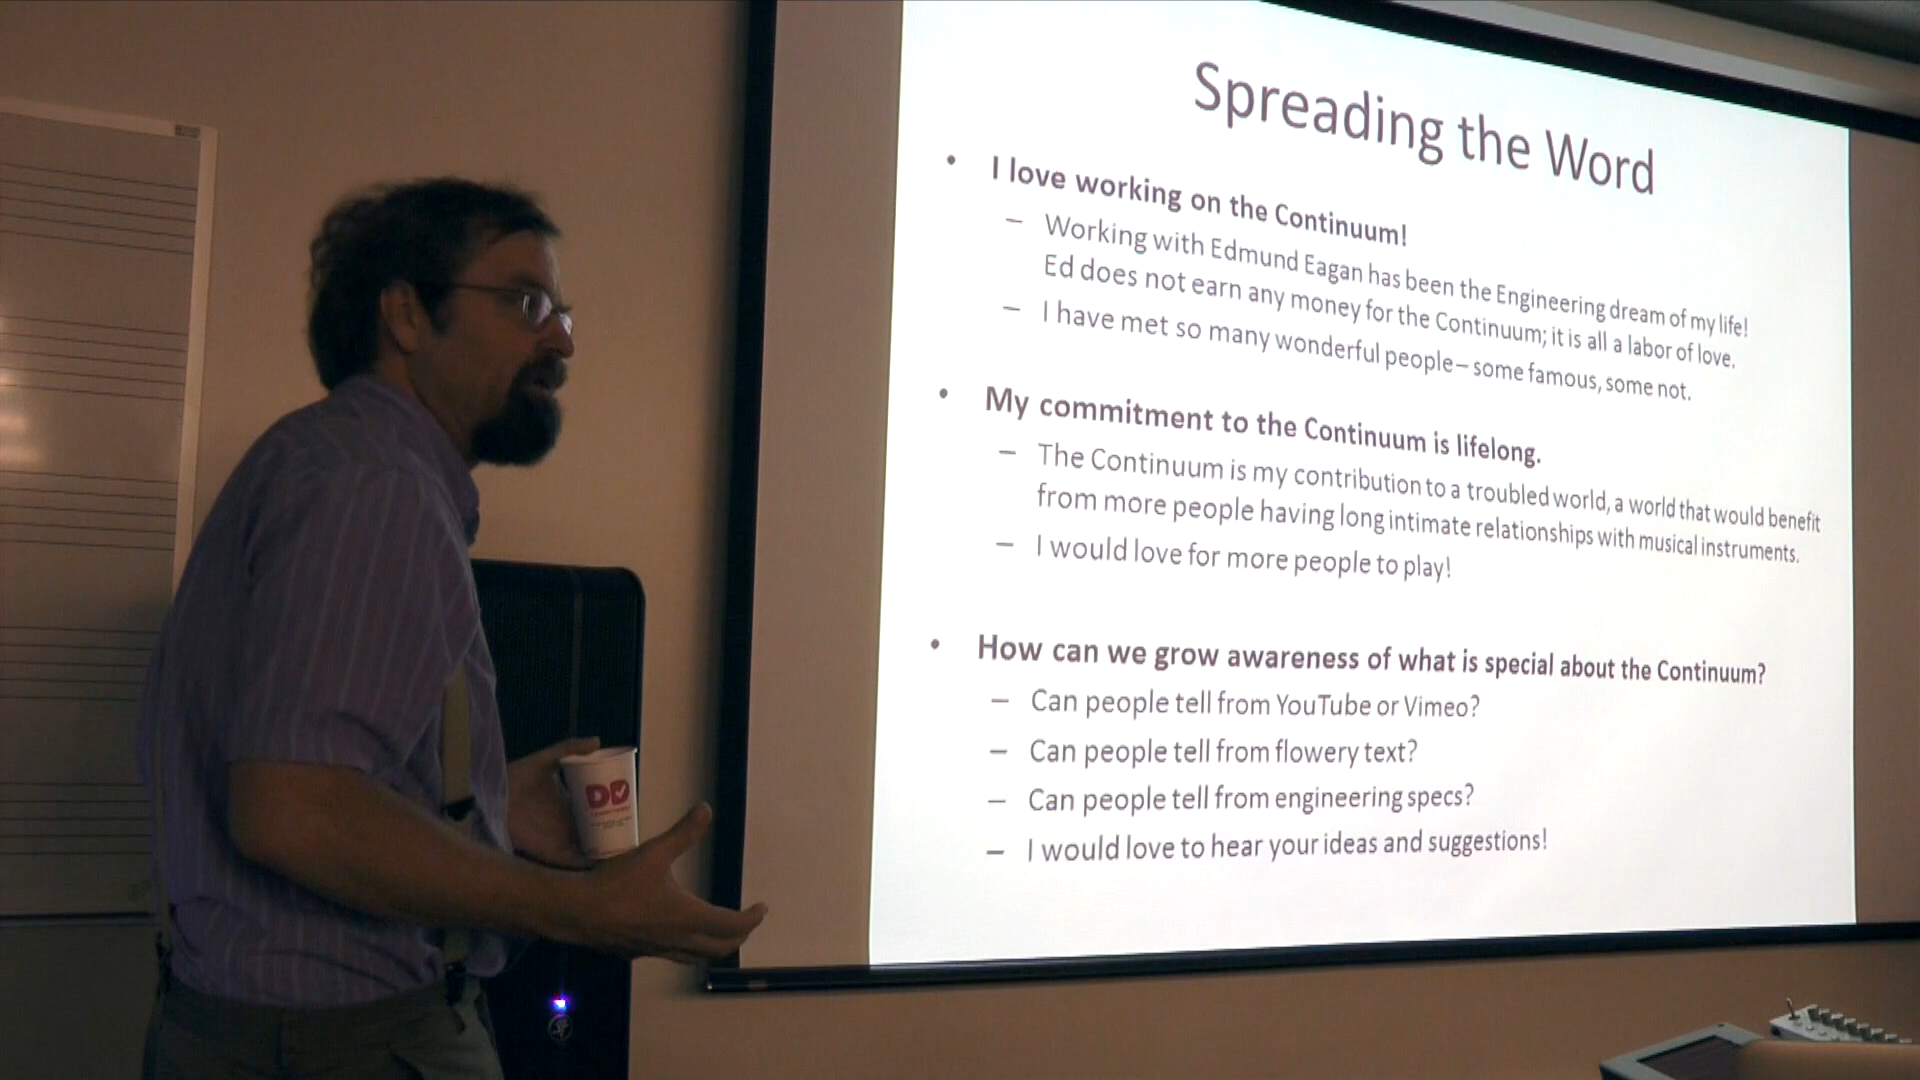 Spreading the Word
• I love working on the Continuum!
– Working with Edmund Eagan has been the Engineering dream of my life!
Ed does not earn any money for the Continuum; it is all a labor of love.
– I have met so many wonderful people – some famous, some not.
• My commitment to the Continuum is lifelong.
– The Continuum is my contribution to a troubled world, a world that would benefit
from more people having long intimate relationships with musical instruments.
– I would love for more people to play!
• How can we grow awareness of what is special about the Continuum?
– Can people tell from YouTube or Vimeo?
– Can people tell from flowery text?
– Can people tell from engineering specs?
– I would love to hear your ideas and suggestions!
DD